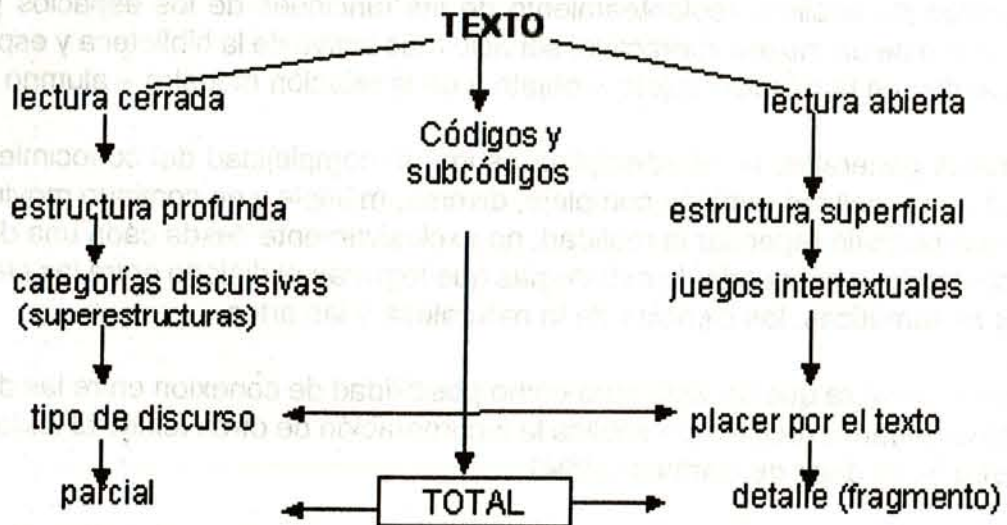 TEXTO
lectura cerrada
lectura abierta
Códigos y
subcódigos
estructura profunda
estructura superficial
categorías discursivas
(superestructuras)
juegos intertextuales
tipo de discurso
placer por el texto
parcial
TOTAL
detalle (fragmento)